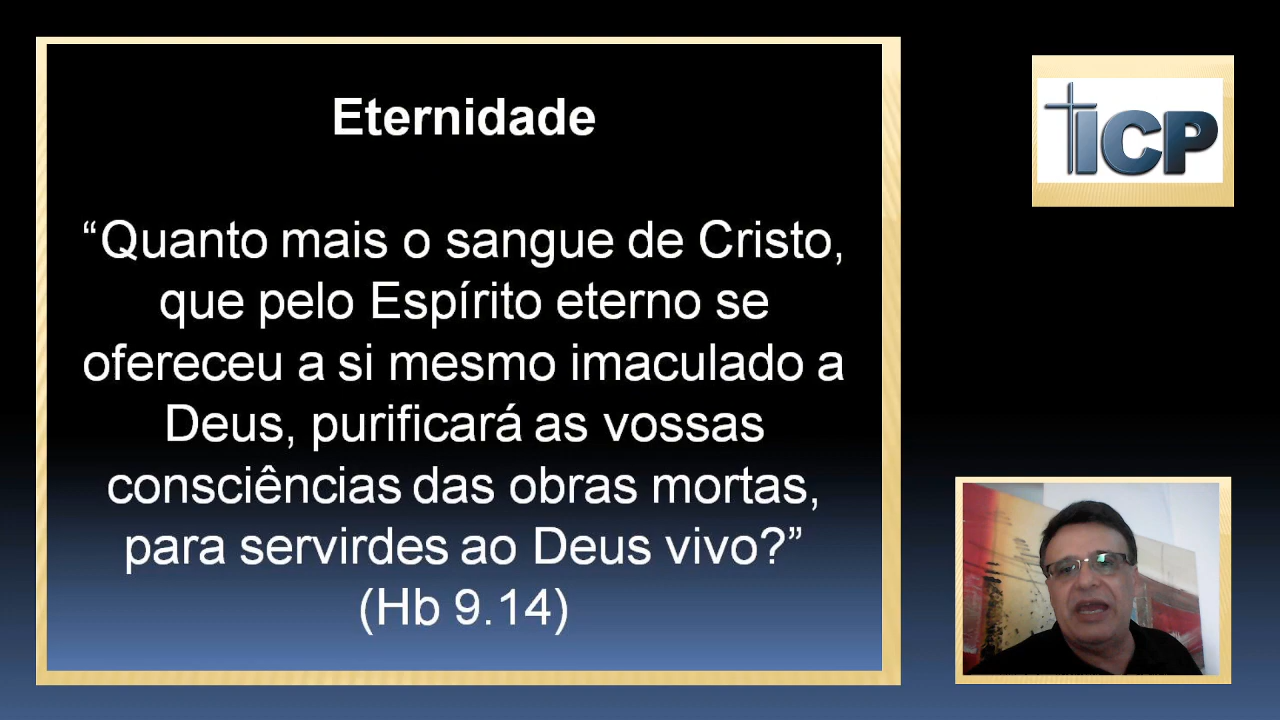 Eternidade
“Quanto mais o sangue de Cristo,
que pelo Espírito eterno se
ofereceu a si mesmo imaculado a
Deus, purificará as vossas
consciências das obras mortas,
para servirdes ao Deus vivo?”
(Hb 9.14)
ICP